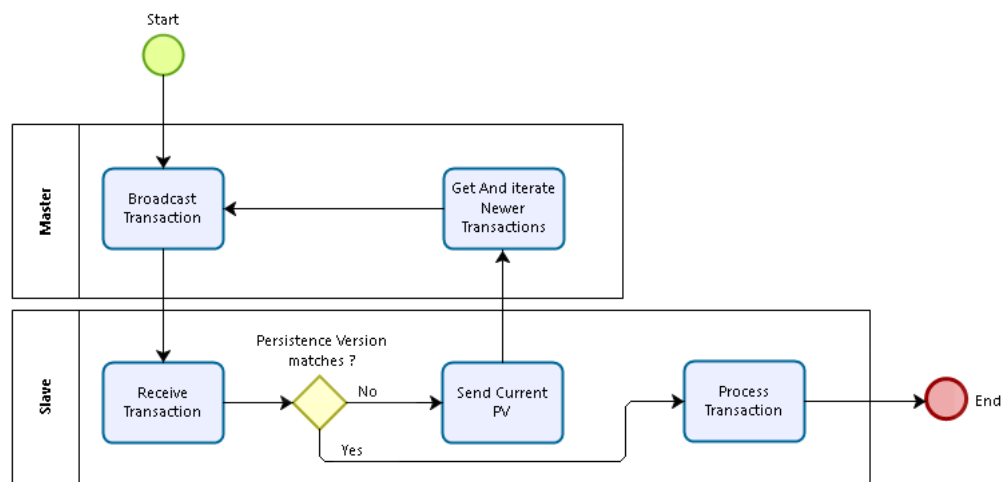 Start
Master
Broadcast
Transaction
Get And iterate
Newer
Transactions
Slave
Receive
Transaction
Persistence Version
matches ?
No
Yes
Send Current
PV
Process
Transaction
End